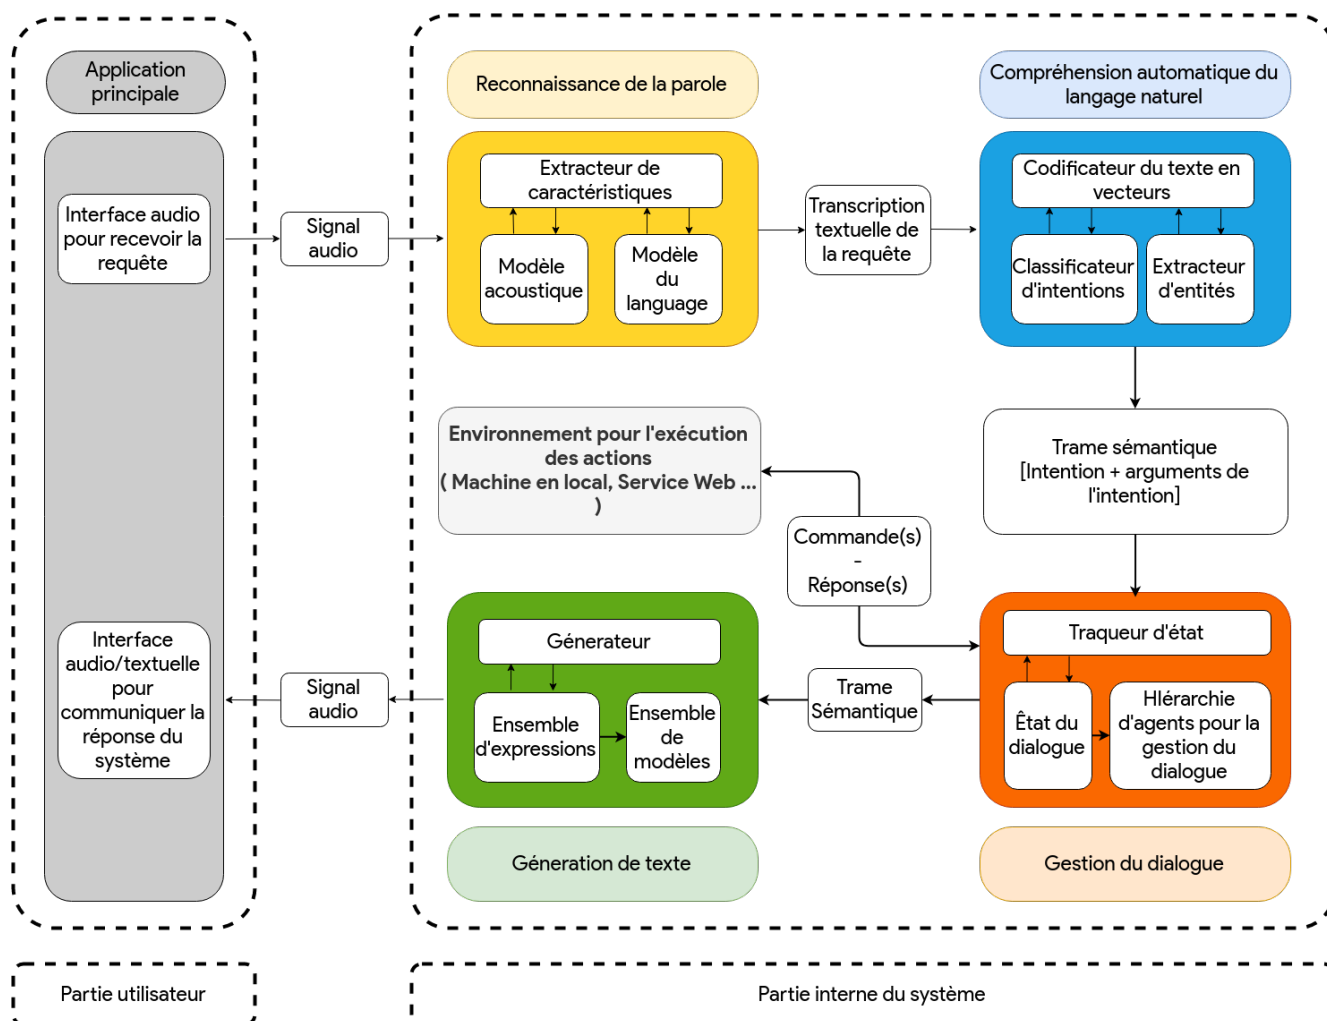 Application
principale
Reconnaissance de la parole
Compréhension automatique du
langage naturel
Interface audio
pour recevoir la
requête
Signal
audio
Extracteur de
caractéristiques
Modèle
acoustique
Modèle
du
language
Transcription
textuelle de
la requête
Codificateur du texte en
vecteurs
Classificateur
d'intentions
Extracteur
d'entités
Environnement pour l'exécution
des actions
( Machine en local, Service Web ...
)
Trame sémantique
[Intention + arguments de
l'intention]
Commande(s)
-
Réponse(s)
Interface
audio/textuelle
pour
communiquer la
réponse du
système
Signal
audio
Génerateur
Ensemble
d'expressions
Ensemble
de
modèles
Trame
Sémantique
Traqueur d'état
Êtat du
dialogue
HIérarchie
d'agents pour la
gestion du
dialogue
Géneration de texte
Gestion du dialogue
Partie utilisateur
Partie interne du système